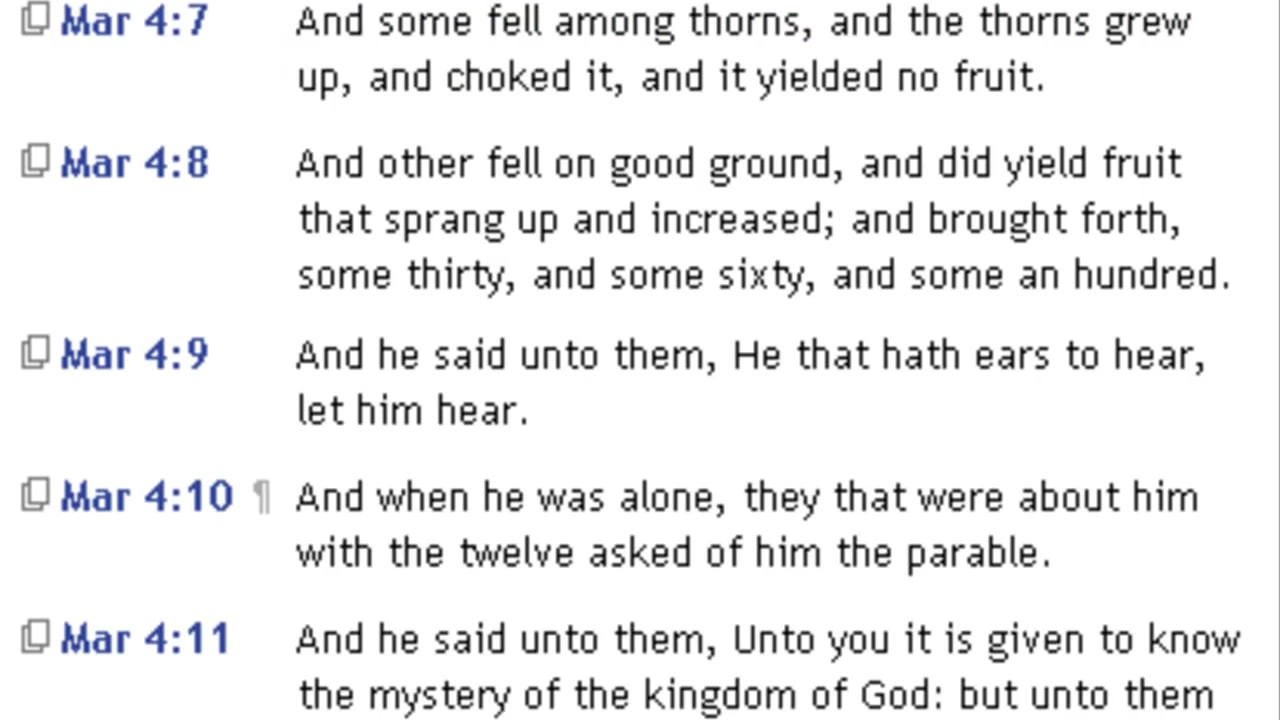 Mar 4:7 And some fell among thorns, and the thorns grew
up, and choked it, and it yielded no fruit.
Mar 4:8 And other fell on good ground, and did yield fruit
that sprang up and increased; and brought forth,
some thirty, and some sixty, and some an hundred.
Mar 4:9 And he said unto them, He that hath ears to hear,
let him hear.
Mar 4:10 ¶ And when he was alone, they that were about him
with the twelve asked of him the parable.
Mar 4:11 And he said unto them, Unto you it is given to know
the mystery of the kingdom of God: but unto them